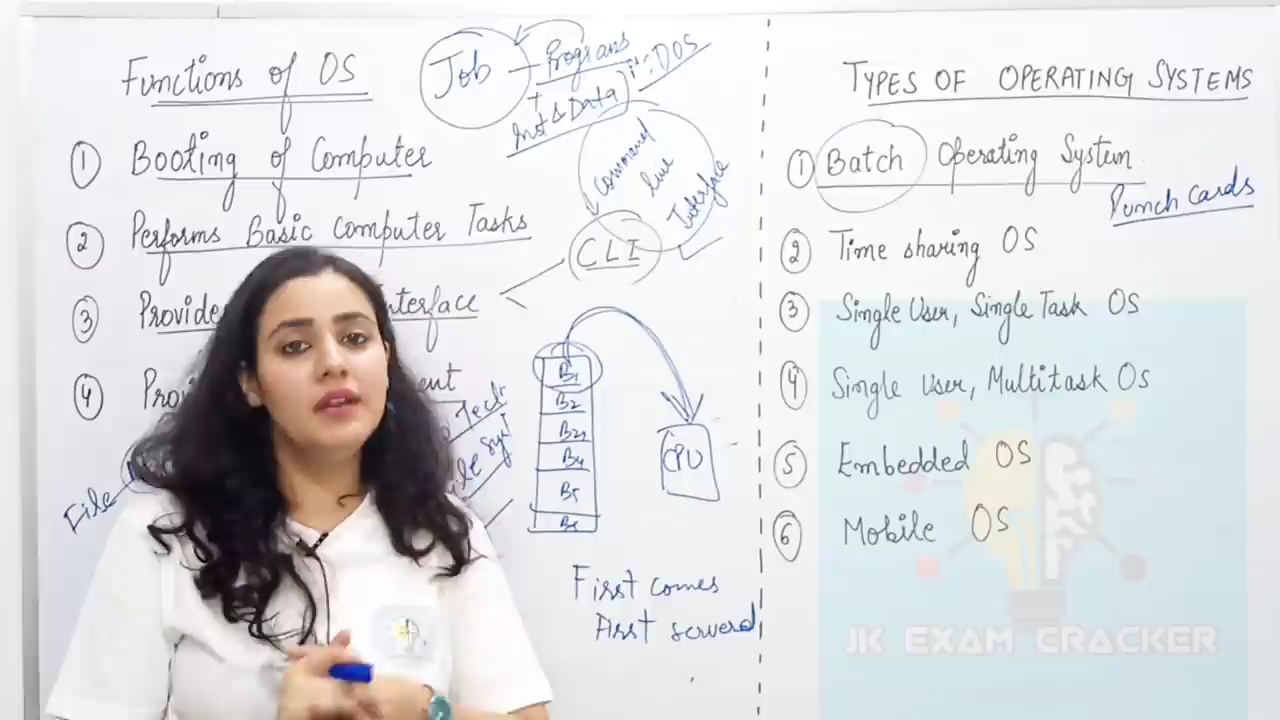 Functions of OS
① Booting of Computer
② Performs Basic Computer Tasks
③ Provide Interface
④ Provi ent
File
Job — Programs
+
Inst & Data
DOS
Command
line
Interface
CLI
B1
B2
B3
B4
B5
B6
CPU
First comes
first serverd
TYPES OF OPERATING SYSTEMS
① Batch Operating System
Punch cards
② Time sharing OS
③ Single User, Single Task OS
④ Single User, Multitask OS
⑤ Embedded OS
⑥ Mobile OS
JK EXAM CRACKER